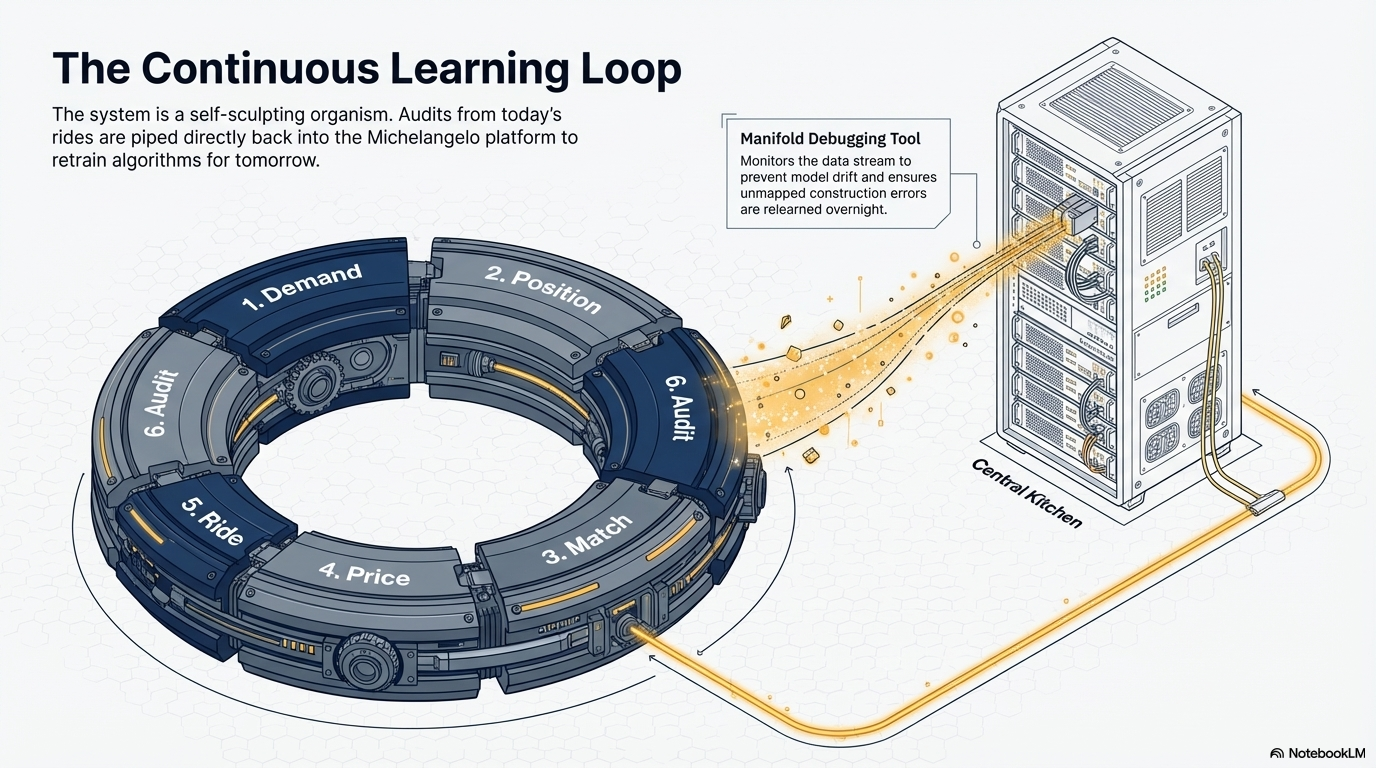 The Continuous Learning Loop
The system is a self-sculpting organism. Audits from today's
rides are piped directly back into the Michelangelo platform to
retrain algorithms for tomorrow.
Manifold Debugging Tool
Monitors the data stream to
prevent model drift and ensures
unmapped construction errors
are relearned overnight.
1. Demand
2. Position
6. Audit
6. Audit
5. Ride
4. Price
3. Match
Central Kitchen
NotebookLM